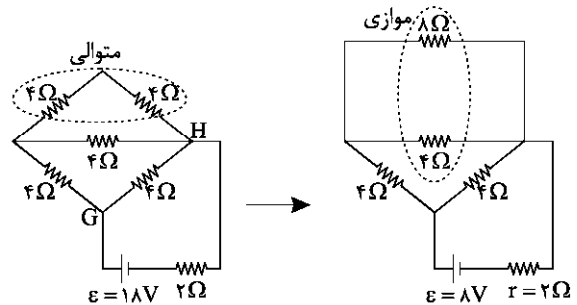 متوالی
۴Ω ۴Ω
H
۴Ω
۴Ω ۴Ω
G
ε = ۱۸V ۲Ω
موازی
۸Ω
۴Ω
۴Ω ۴Ω
ε = ۸V r = ۲Ω